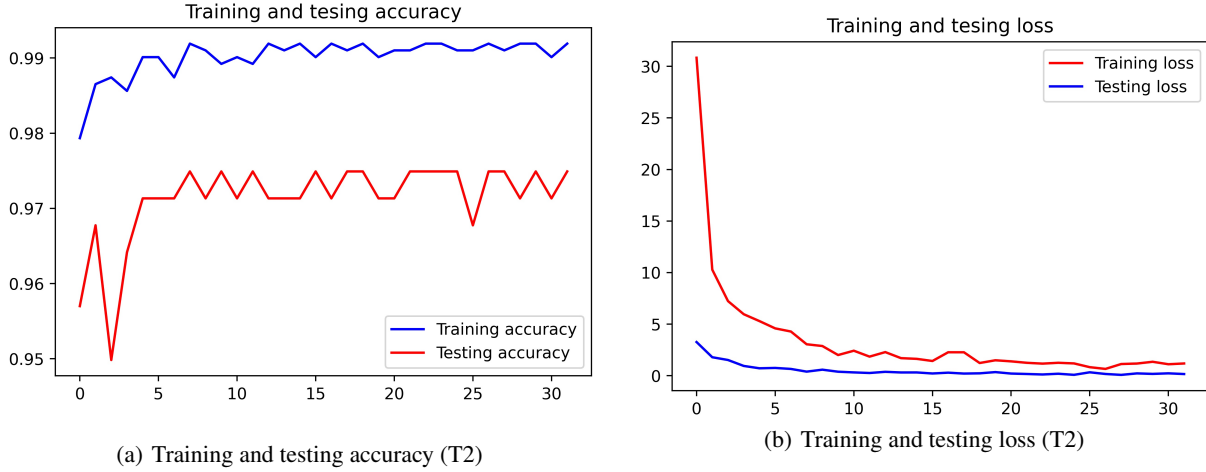 Training and tesing accuracy
0.99
0.98
0.97
0.96
0.95
Training accuracy
Testing accuracy
0 5 10 15 20 25 30
(a) Training and testing accuracy (T2)
Training and tesing loss
30
25
20
15
10
5
0
Training loss
Testing loss
0 5 10 15 20 25 30
(b) Training and testing loss (T2)